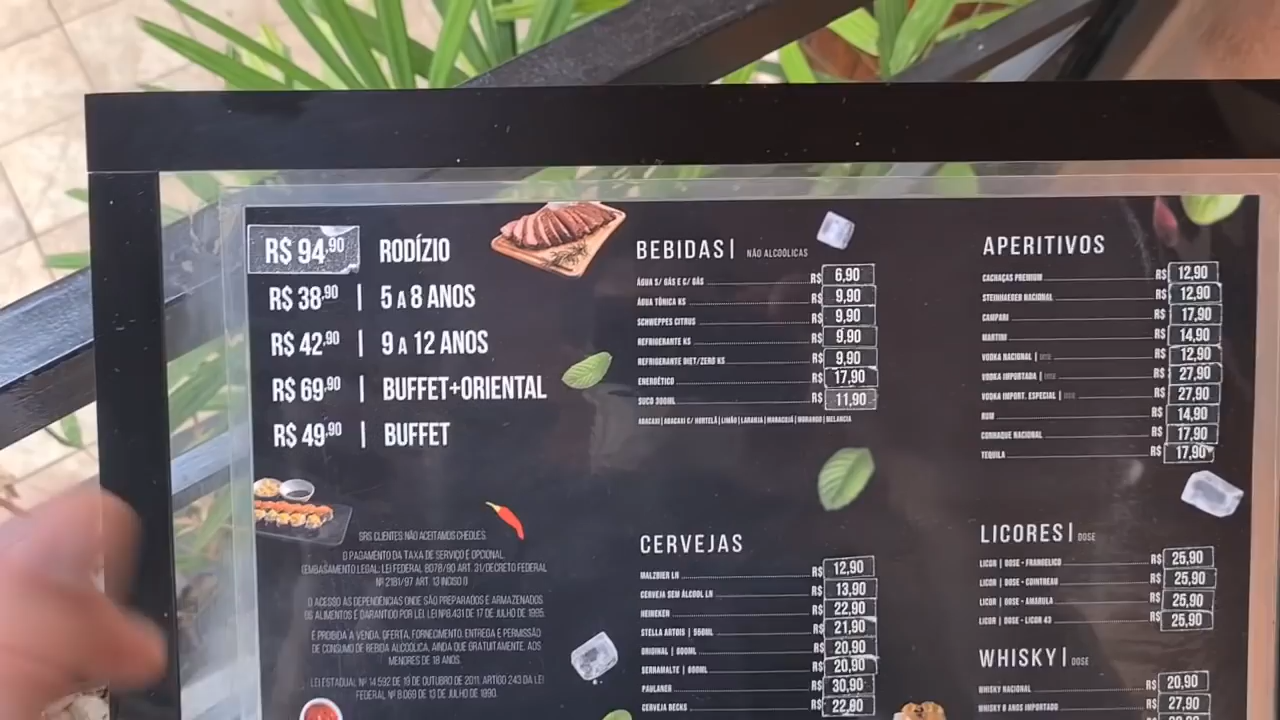 R$ 94,90 RODÍZIO
R$ 38,90 | 5 A 8 ANOS
R$ 42,90 | 9 A 12 ANOS
R$ 69,90 | BUFFET+ORIENTAL
R$ 49,90 | BUFFET
SRS CLIENTES NÃO ACEITAMOS CHEQUES.
O PAGAMENTO DA TAXA DE SERVIÇO É OPCIONAL.
(EMBASAMENTO LEGAL: LEI FEDERAL 8078/90 ART. 31/DECRETO FEDERAL
Nº 2181/97 ART. 13 INCISO I)
O ACESSO ÀS DEPENDÊNCIAS ONDE SÃO PREPARADOS E ARMAZENADOS
OS ALIMENTOS É GARANTIDO POR LEI LEI Nº8.431 DE 17 DE JULHO DE 1995.
É PROIBIDA A VENDA, OFERTA, FORNECIMENTO, ENTREGA E PERMISSÃO
DE CONSUMO DE BEBIDA ALCOÓLICA, AINDA QUE GRATUITAMENTE, AOS
MENORES DE 18 ANOS.
LEI ESTADUAL Nº 14.592 DE 19 DE OUTUBRO DE 2011, ARTIGO 243 DA LEI
FEDERAL Nº 8.069 DE 13 DE JULHO DE 1990.
BEBIDAS | NÃO ALCOÓLICAS
ÁGUA S/ GÁS E C/ GÁS R$ 6,90
ÁGUA TÔNICA KS R$ 9,90
SCHWEPPES CITRUS R$ 9,90
REFRIGERANTE KS R$ 9,90
REFRIGERANTE DIET/ZERO KS R$ 9,90
ENERGÉTICO R$ 17,90
SUCO 300ML R$ 11,90
ABACAXI | ABACAXI C/ HORTELÃ | LIMÃO | LARANJA | MARACUJÁ | MORANGO | MELANCIA
CERVEJAS
MALZBIER LN R$ 12,90
CERVEJA SEM ÁLCOOL LN R$ 13,90
HEINEKEN R$ 22,90
STELLA ARTOIS | 550ML R$ 21,90
ORIGINAL | 600ML R$ 20,90
SERRAMALTE | 600ML R$ 20,90
PAULANER R$ 30,90
CERVEJA BECKS R$ 22,90
APERITIVOS
CACHAÇAS PREMIUM R$ 12,90
STEINHAEGER NACIONAL R$ 12,90
CAMPARI R$ 17,90
MARTINI R$ 14,90
VODKA NACIONAL | R$ 12,90
VODKA IMPORTADA | R$ 27,90
VODKA IMPORT. ESPECIAL | R$ 27,90
RUM R$ 14,90
CONHAQUE NACIONAL R$ 17,90
TEQUILA R$ 17,90
LICORES | DOSE
LICOR | DOSE - FRANGELICO R$ 25,90
LICOR | DOSE - COINTREAU R$ 25,90
LICOR | DOSE - AMARULA R$ 25,90
LICOR | DOSE - LICOR 43 R$ 25,90
WHISKY | DOSE
WHISKY NACIONAL R$ 20,90
WHISKY 8 ANOS IMPORTADO R$ 27,90